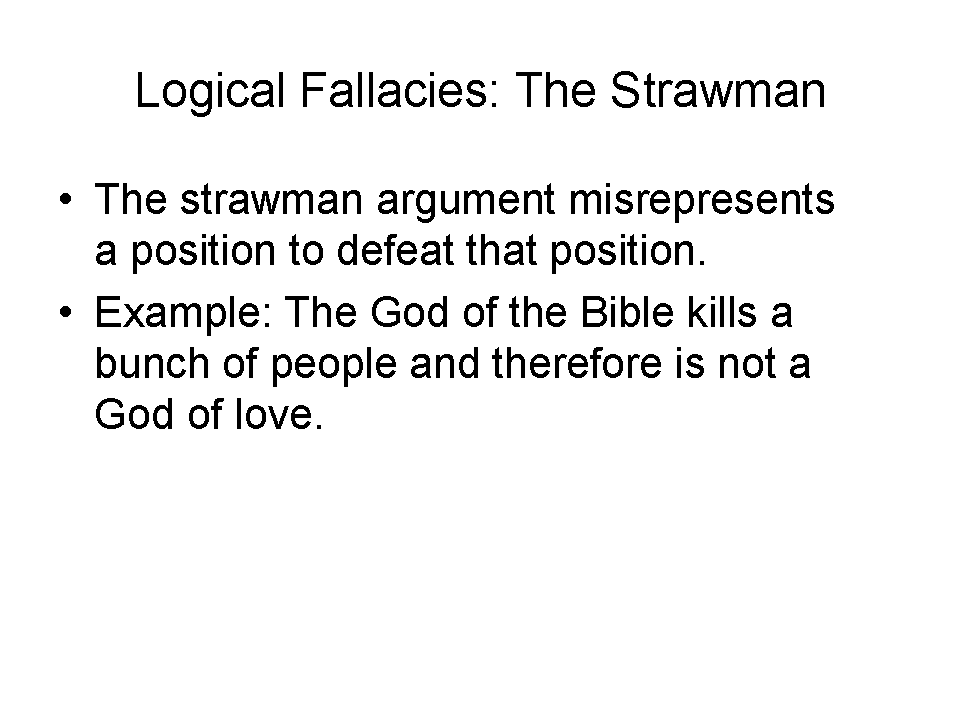 Logical Fallacies: The Strawman
• The strawman argument misrepresents
a position to defeat that position.
• Example: The God of the Bible kills a
bunch of people and therefore is not a
God of love.